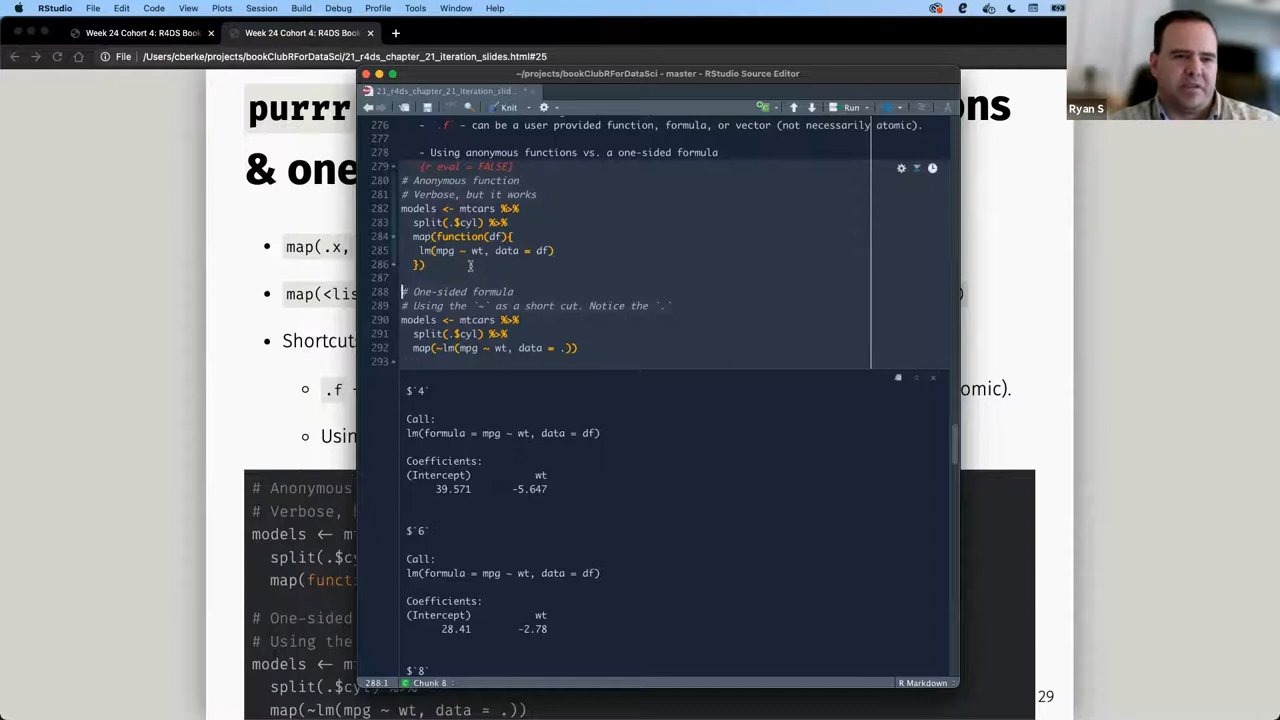 Code View Plots Session Build Debug Profile Tools Window Help
Week 24 Cohort 4: R4DS Book
Week 24 Cohort 4: R4DS Book
File /Users/cberke/projects/bookClubRForDataSci/21_r4ds_chapter_21_iteration_slides.html#25
Ryan S
~/projects/bookClubRForDataSci - master - RStudio Source Editor
21_r4ds_chapter_21_iteration_slid...
Knit
Run
276 - `.f` - can be a user provided function, formula, or vector (not necessarily atomic).
277
278 - Using anonymous functions vs. a one-sided formula
279 {r eval = FALSE}
280 # Anonymous function
281 # Verbose, but it works
282 models <- mtcars %>%
283 split(.$cyl) %>%
284 map(function(df){
285 lm(mpg ~ wt, data = df)
286 })
287
288 # One-sided formula
289 # Using the `~` as a short cut. Notice the `.`
290 models <- mtcars %>%
291 split(.$cyl) %>%
292 map(~lm(mpg ~ wt, data = .))
293
$`4`
Call:
lm(formula = mpg ~ wt, data = df)
Coefficients:
(Intercept) wt
39.571 -5.647
$`6`
Call:
lm(formula = mpg ~ wt, data = df)
Coefficients:
(Intercept) wt
28.41 -2.78
$`8`
288:1 Chunk 8 R Markdown
purrr
& one
map(.x,
map(<lis
Shortcut
.f
omic).
Usin
# Anonymous
# Verbose,
models <- mt
split(.$cy
map(funct
# One-sided
# Using the
models <- mt
split(.$cyl) %>%
map(~lm(mpg ~ wt, data = .))
29